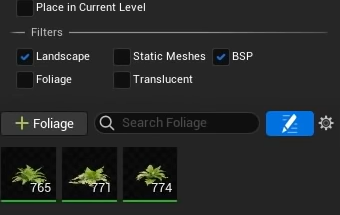 Place in Current Level
Filters
Landscape Static Meshes BSP
Foliage Translucent
+ Foliage Search Foliage
765 771 774